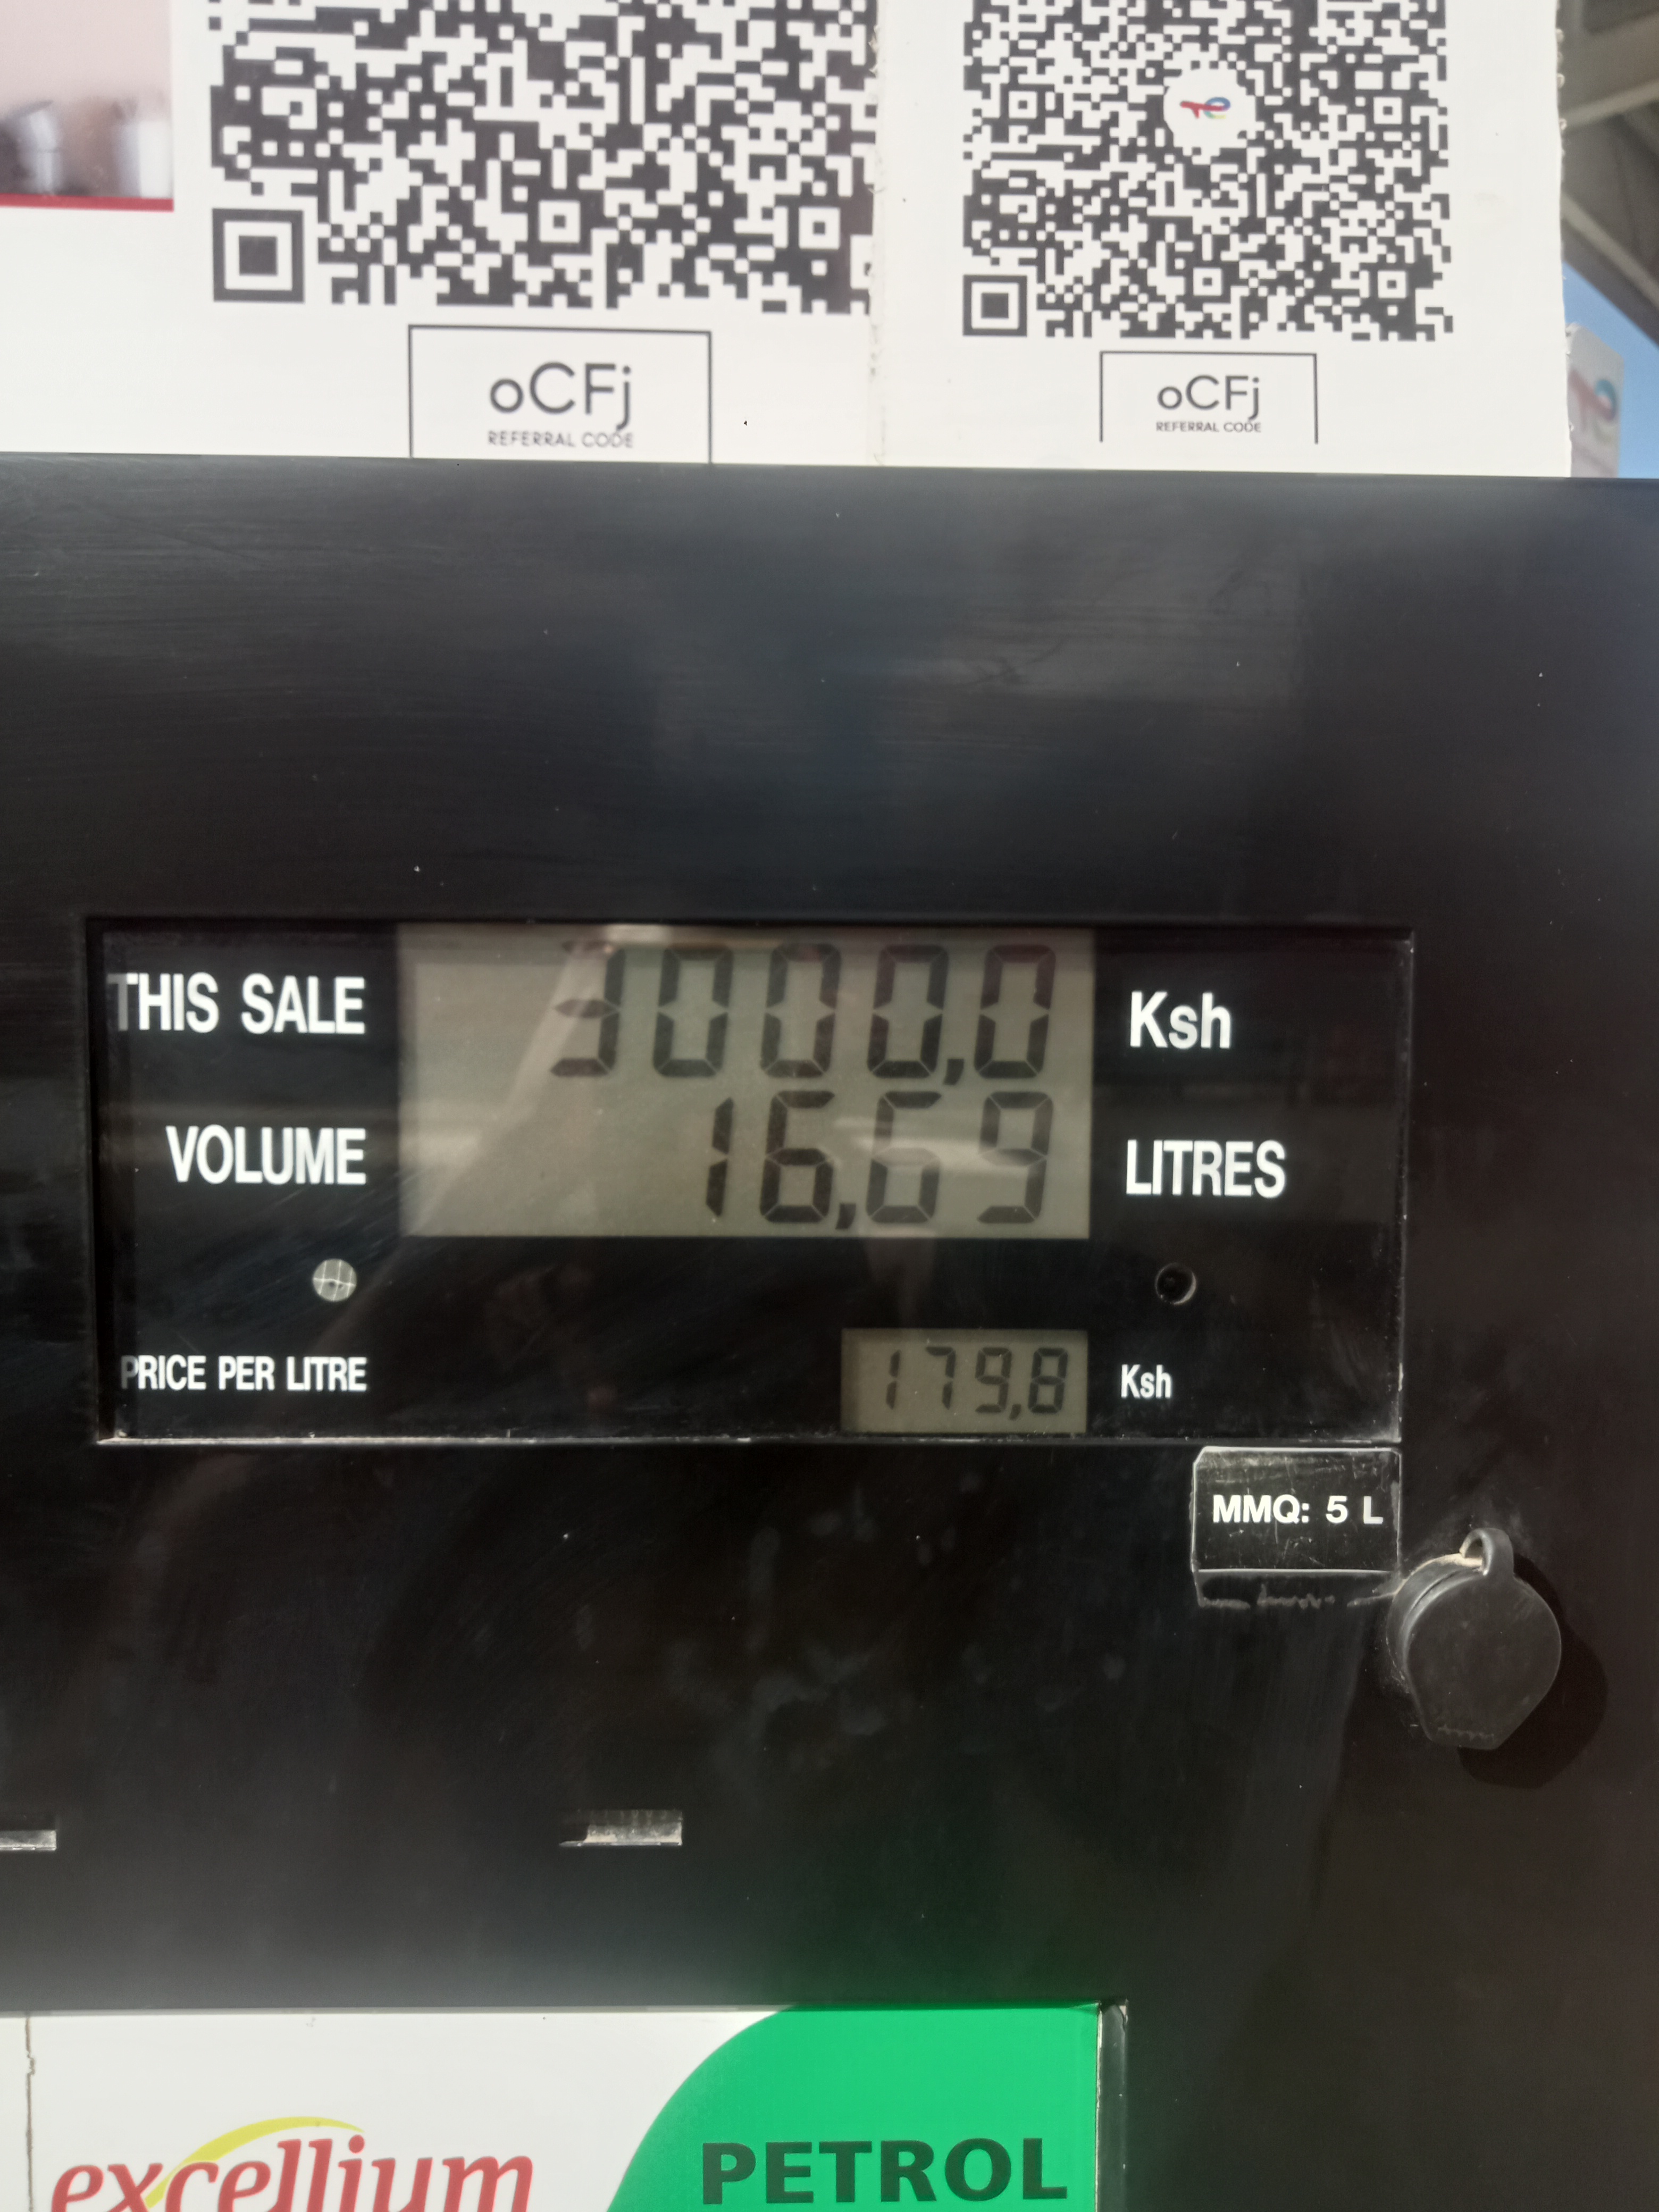 oCFj
REFERRAL CODE
oCFj
REFERRAL CODE
THIS SALE 3000,0 Ksh
VOLUME 16,69 LITRES
PRICE PER LITRE 179,8 Ksh
MMQ: 5 L
excellium
PETROL